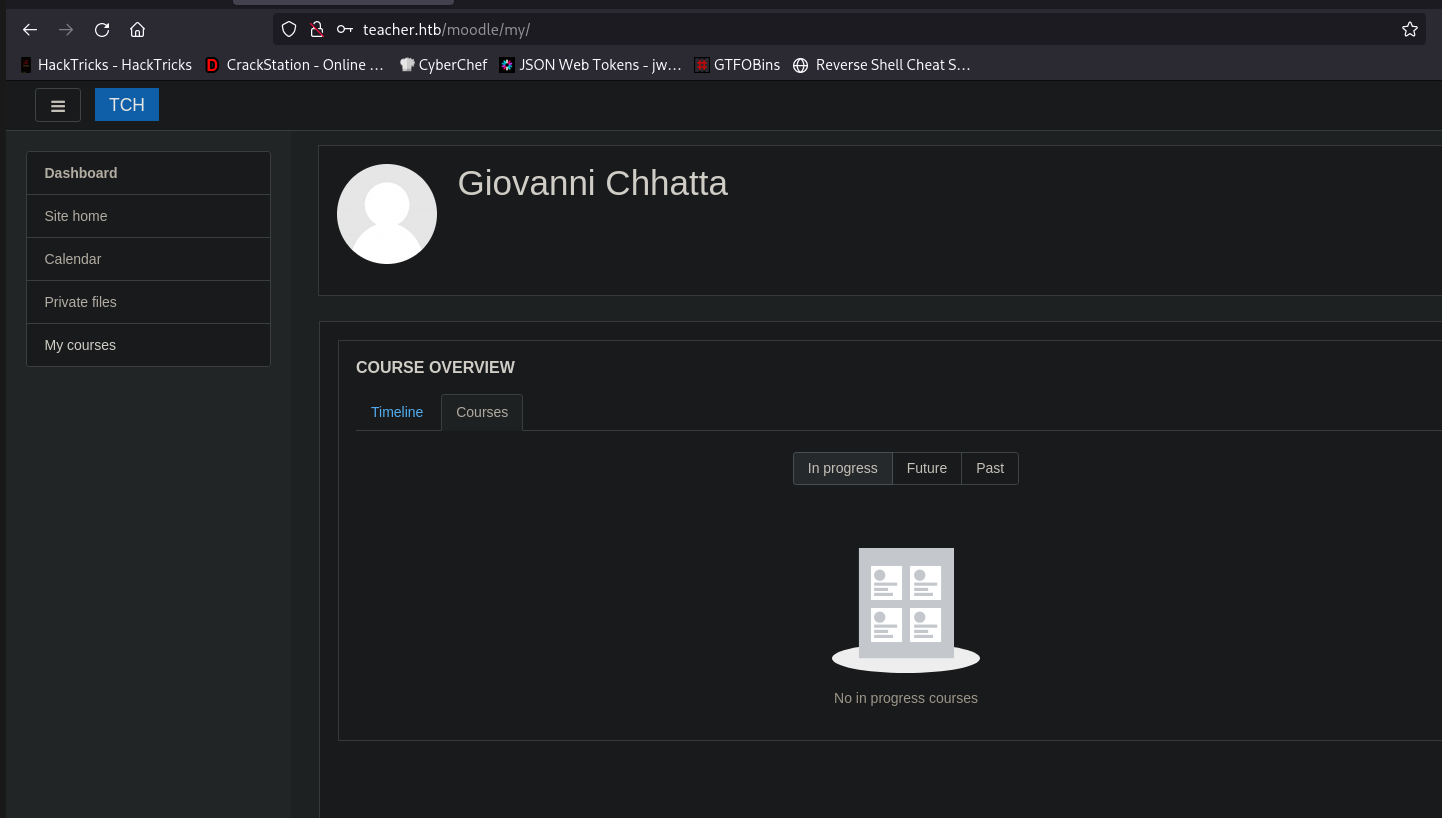 teacher.htb/moodle/my/
HackTricks - HackTricks CrackStation - Online ... CyberChef JSON Web Tokens - jw... GTFOBins Reverse Shell Cheat S...
TCH
Dashboard
Site home
Calendar
Private files
My courses
Giovanni Chhatta
COURSE OVERVIEW
Timeline Courses
In progress Future Past
No in progress courses